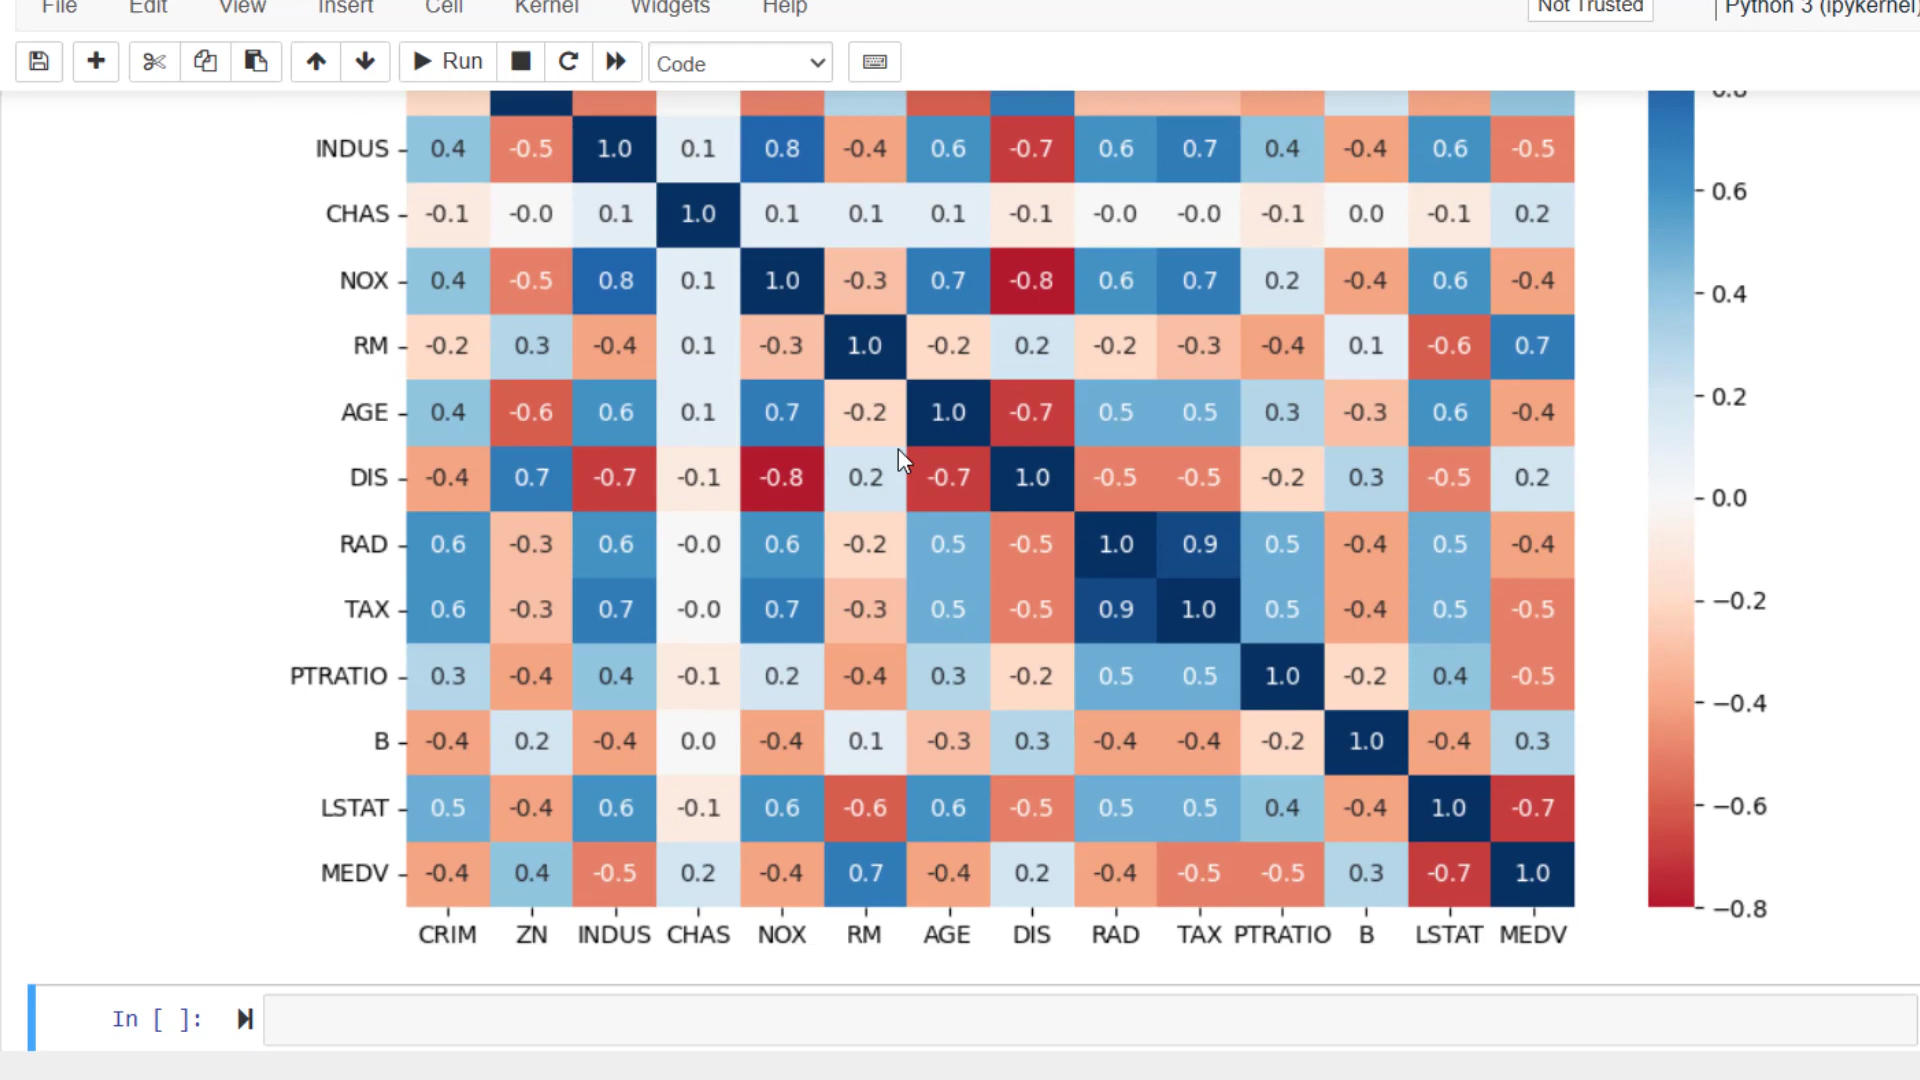 File Edit View Insert Cell Kernel Widgets Help Not Trusted Python 3 (ipykernel)
Run Code
INDUS 0.4 -0.5 1.0 0.1 0.8 -0.4 0.6 -0.7 0.6 0.7 0.4 -0.4 0.6 -0.5
0.6
CHAS -0.1 -0.0 0.1 1.0 0.1 0.1 0.1 -0.1 -0.0 -0.0 -0.1 0.0 -0.1 0.2
NOX 0.4 -0.5 0.8 0.1 1.0 -0.3 0.7 -0.8 0.6 0.7 0.2 -0.4 0.6 -0.4
0.4
RM -0.2 0.3 -0.4 0.1 -0.3 1.0 -0.2 0.2 -0.2 -0.3 -0.4 0.1 -0.6 0.7
0.2
AGE 0.4 -0.6 0.6 0.1 0.7 -0.2 1.0 -0.7 0.5 0.5 0.3 -0.3 0.6 -0.4
DIS -0.4 0.7 -0.7 -0.1 -0.8 0.2 -0.7 1.0 -0.5 -0.5 -0.2 0.3 -0.5 0.2
0.0
RAD 0.6 -0.3 0.6 -0.0 0.6 -0.2 0.5 -0.5 1.0 0.9 0.5 -0.4 0.5 -0.4
−0.2
TAX 0.6 -0.3 0.7 -0.0 0.7 -0.3 0.5 -0.5 0.9 1.0 0.5 -0.4 0.5 -0.5
PTRATIO 0.3 -0.4 0.4 -0.1 0.2 -0.4 0.3 -0.2 0.5 0.5 1.0 -0.2 0.4 -0.5
−0.4
B -0.4 0.2 -0.4 0.0 -0.4 0.1 -0.3 0.3 -0.4 -0.4 -0.2 1.0 -0.4 0.3
LSTAT 0.5 -0.4 0.6 -0.1 0.6 -0.6 0.6 -0.5 0.5 0.5 0.4 -0.4 1.0 -0.7
−0.6
MEDV -0.4 0.4 -0.5 0.2 -0.4 0.7 -0.4 0.2 -0.4 -0.5 -0.5 0.3 -0.7 1.0
−0.8
CRIM ZN INDUS CHAS NOX RM AGE DIS RAD TAX PTRATIO B LSTAT MEDV
In [ ]: